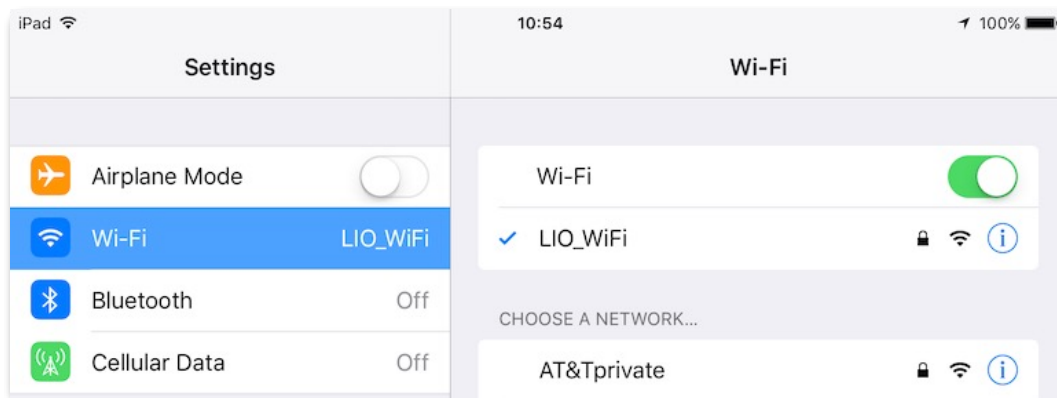 iPad 10:54 100%
Settings
Wi-Fi
Airplane Mode
Wi-Fi LIO_WiFi
Bluetooth Off
Cellular Data Off
Wi-Fi
LIO_WiFi
CHOOSE A NETWORK...
AT&Tprivate